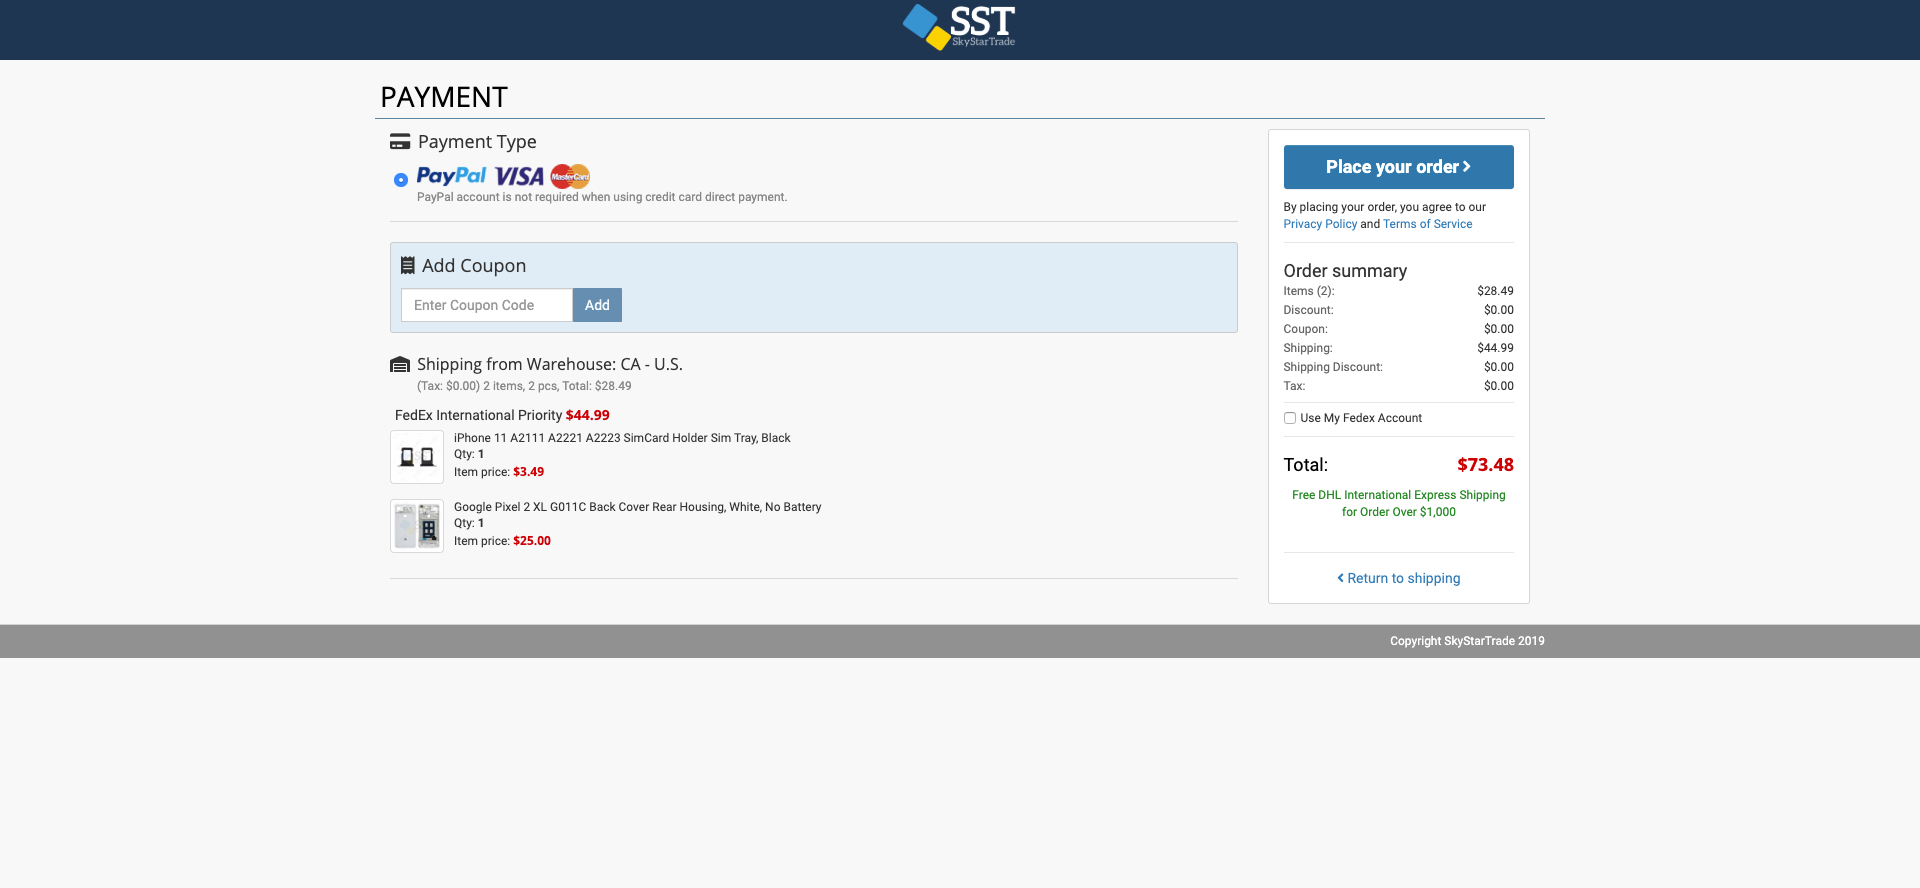 SST
SkyStarTrade
PAYMENT
Payment Type
PayPal VISA MasterCard
PayPal account is not required when using credit card direct payment.
Add Coupon
Enter Coupon Code Add
Shipping from Warehouse: CA - U.S.
(Tax: $0.00) 2 items, 2 pcs, Total: $28.49
FedEx International Priority $44.99
iPhone 11 A2111 A2221 A2223 SimCard Holder Sim Tray, Black
Qty: 1
Item price: $3.49
Google Pixel 2 XL G011C Back Cover Rear Housing, White, No Battery
Qty: 1
Item price: $25.00
Place your order
By placing your order, you agree to our
Privacy Policy and Terms of Service
Order summary
Items (2): $28.49
Discount: $0.00
Coupon: $0.00
Shipping: $44.99
Shipping Discount: $0.00
Tax: $0.00
Use My Fedex Account
Total: $73.48
Free DHL International Express Shipping
for Order Over $1,000
Return to shipping
Copyright SkyStarTrade 2019